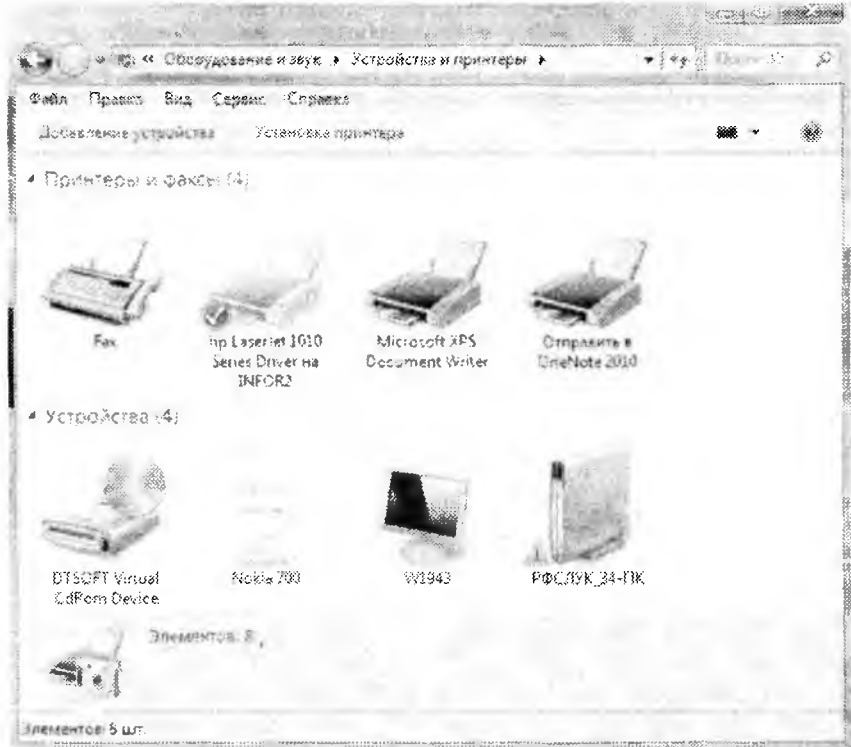 « Оборудование и звук ▸ Устройства и принтеры ▸
Файл Правка Вид Сервис Справка
Добавление устройства Установка принтера
Принтеры и факсы (4)
Fax
hp LaserJet 1010 Series Driver на INFOR2
Microsoft XPS Document Writer
Отправить в OneNote 2010
Устройства (4)
DTSOFT Virtual CdRom Device
Nokia 700
W1943
РФСЛУК_34-ПК
Элементов: 8
Элементов: 5 шт.